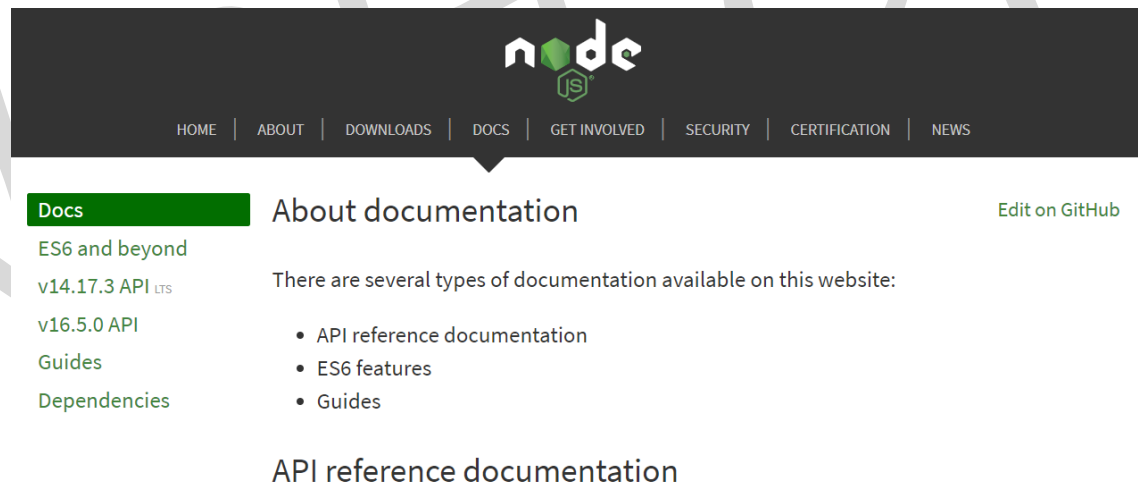 node
JS
HOME | ABOUT | DOWNLOADS | DOCS | GET INVOLVED | SECURITY | CERTIFICATION | NEWS
Docs
ES6 and beyond
v14.17.3 API LTS
v16.5.0 API
Guides
Dependencies
About documentation
Edit on GitHub
There are several types of documentation available on this website:
• API reference documentation
• ES6 features
• Guides
API reference documentation